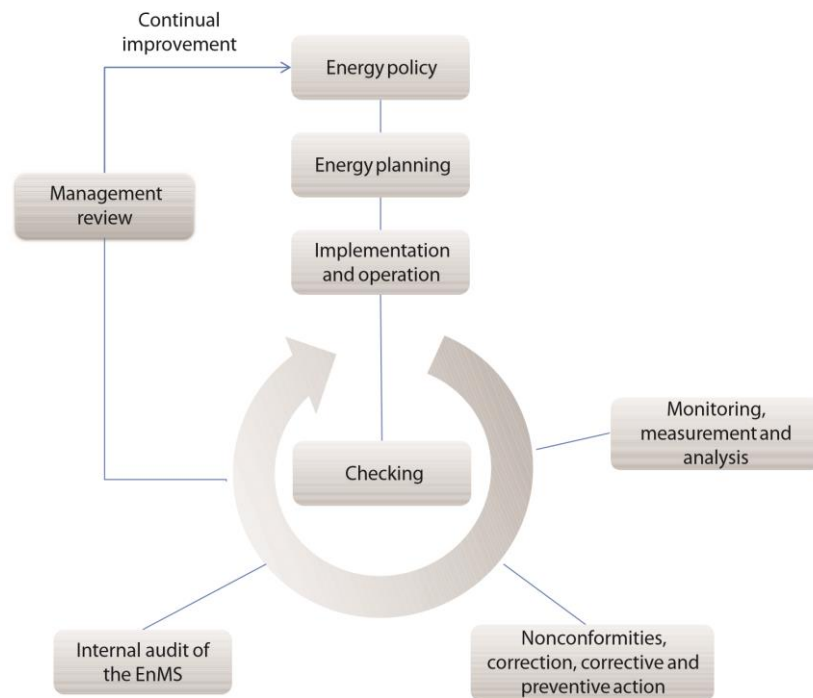 Continual
improvement
Energy policy
Energy planning
Management
review
Implementation
and operation
Monitoring,
measurement and
analysis
Checking
Internal audit of
the EnMS
Nonconformities,
correction, corrective and
preventive action